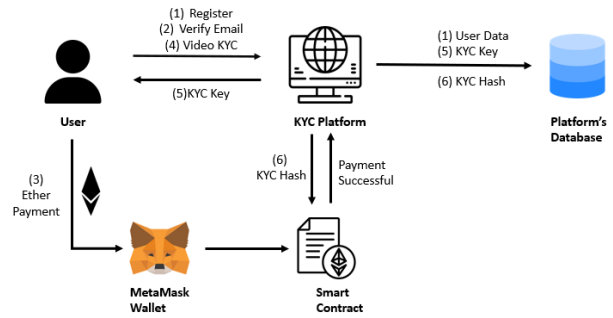 (1) Register
(2) Verify Email
(4) Video KYC
(5)KYC Key
(1) User Data
(5) KYC Key
(6) KYC Hash
User
KYC Platform
Platform's
Database
(3)
Ether
Payment
(6)
KYC Hash
Payment
Successful
MetaMask
Wallet
Smart
Contract